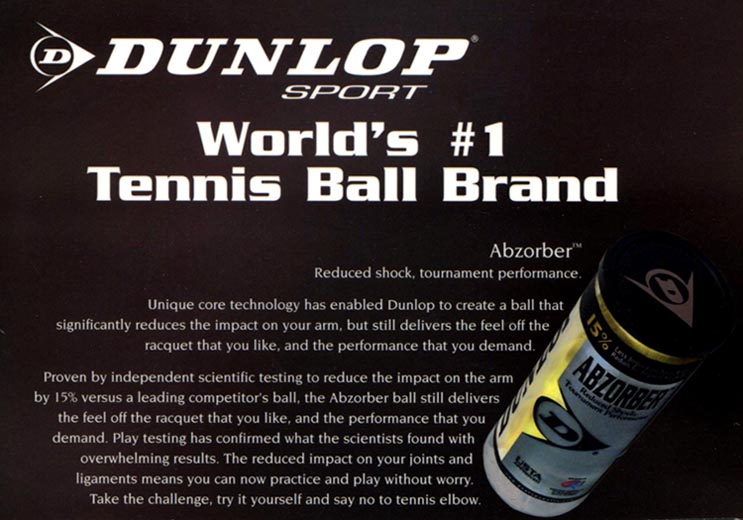 D DUNLOP®
SPORT
World's #1
Tennis Ball Brand
Abzorber™
Reduced shock, tournament performance.
Unique core technology has enabled Dunlop to create a ball that
significantly reduces the impact on your arm, but still delivers the feel off the
racquet that you like, and the performance that you demand.
Proven by independent scientific testing to reduce the impact on the arm
by 15% versus a leading competitor's ball, the Abzorber ball still delivers
the feel off the racquet that you like, and the performance that you
demand. Play testing has confirmed what the scientists found with
overwhelming results. The reduced impact on your joints and
ligaments means you can now practice and play without worry.
Take the challenge, try it yourself and say no to tennis elbow.
D
15%
ABZORBER
Reduced Shock,
Tournament Performance
D
USTA